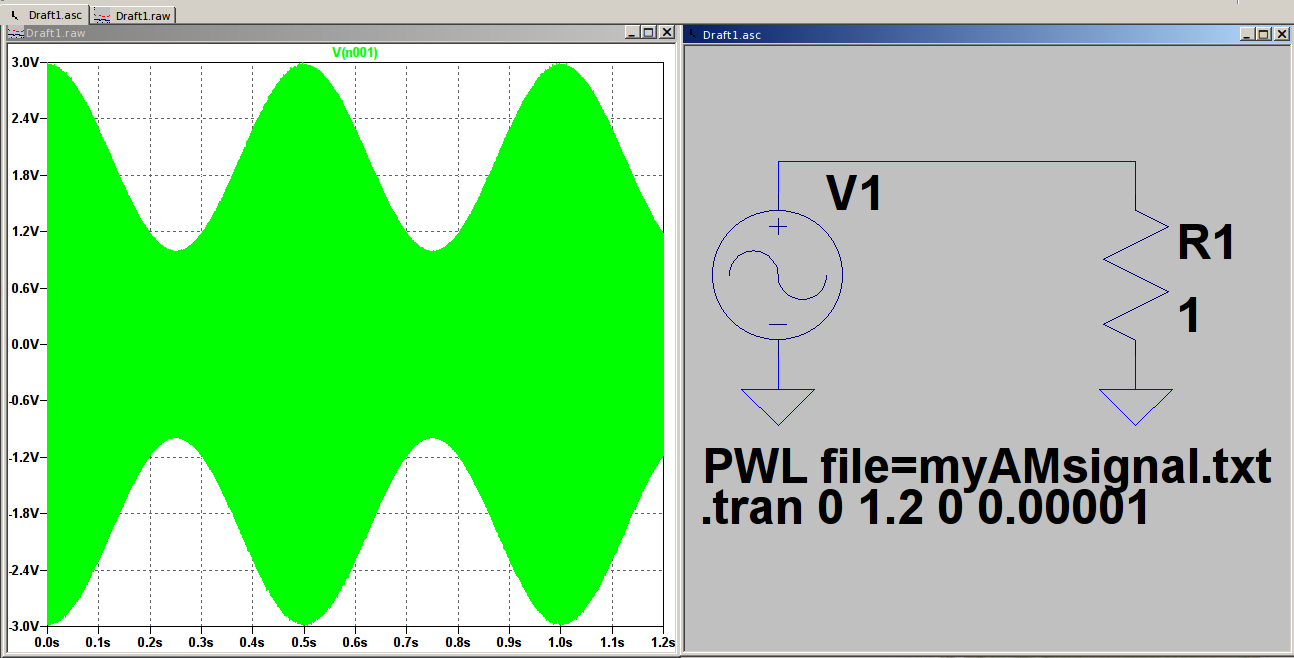 Draft1.asc
Draft1.raw
Draft1.raw
V(n001)
3.0V
2.4V
1.8V
1.2V
0.6V
0.0V
-0.6V
-1.2V
-1.8V
-2.4V
-3.0V
0.0s 0.1s 0.2s 0.3s 0.4s 0.5s 0.6s 0.7s 0.8s 0.9s 1.0s 1.1s 1.2s
Draft1.asc
V1
R1
1
PWL file=myAMsignal.txt
.tran 0 1.2 0 0.00001